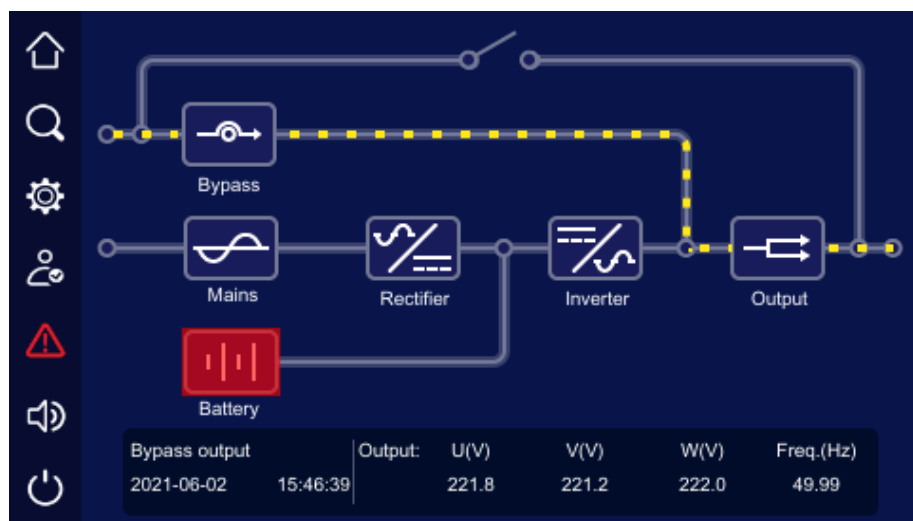 Bypass
Mains
Rectifier
Inverter
Output
Battery
Bypass output Output: U(V) V(V) W(V) Freq.(Hz)
2021-06-02 15:46:39 221.8 221.2 222.0 49.99